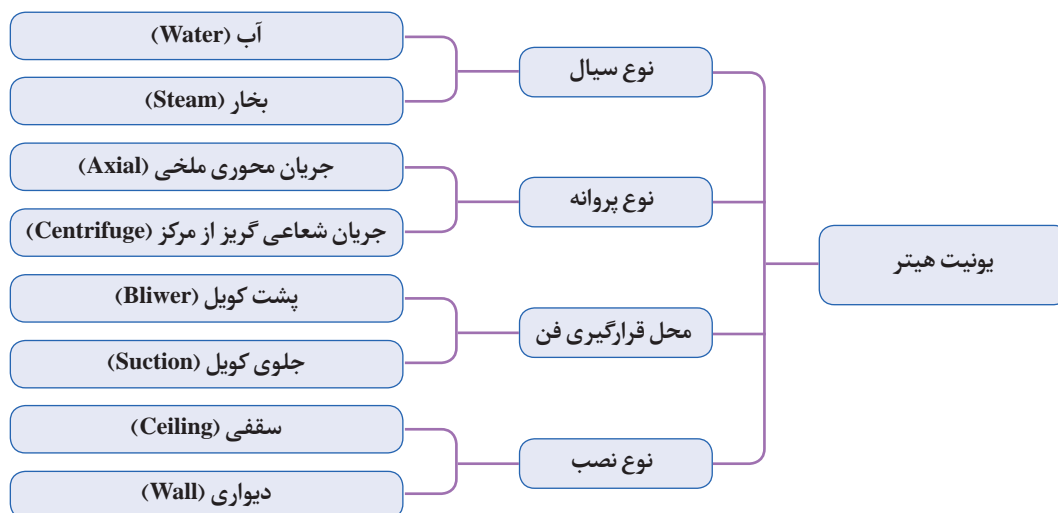 یونیت هیتر
نوع سیال
آب (Water)
بخار (Steam)
نوع پروانه
جریان محوری ملخی (Axial)
جریان شعاعی گریز از مرکز (Centrifuge)
محل قرارگیری فن
پشت کویل (Bliwer)
جلوی کویل (Suction)
نوع نصب
سقفی (Ceiling)
دیواری (Wall)